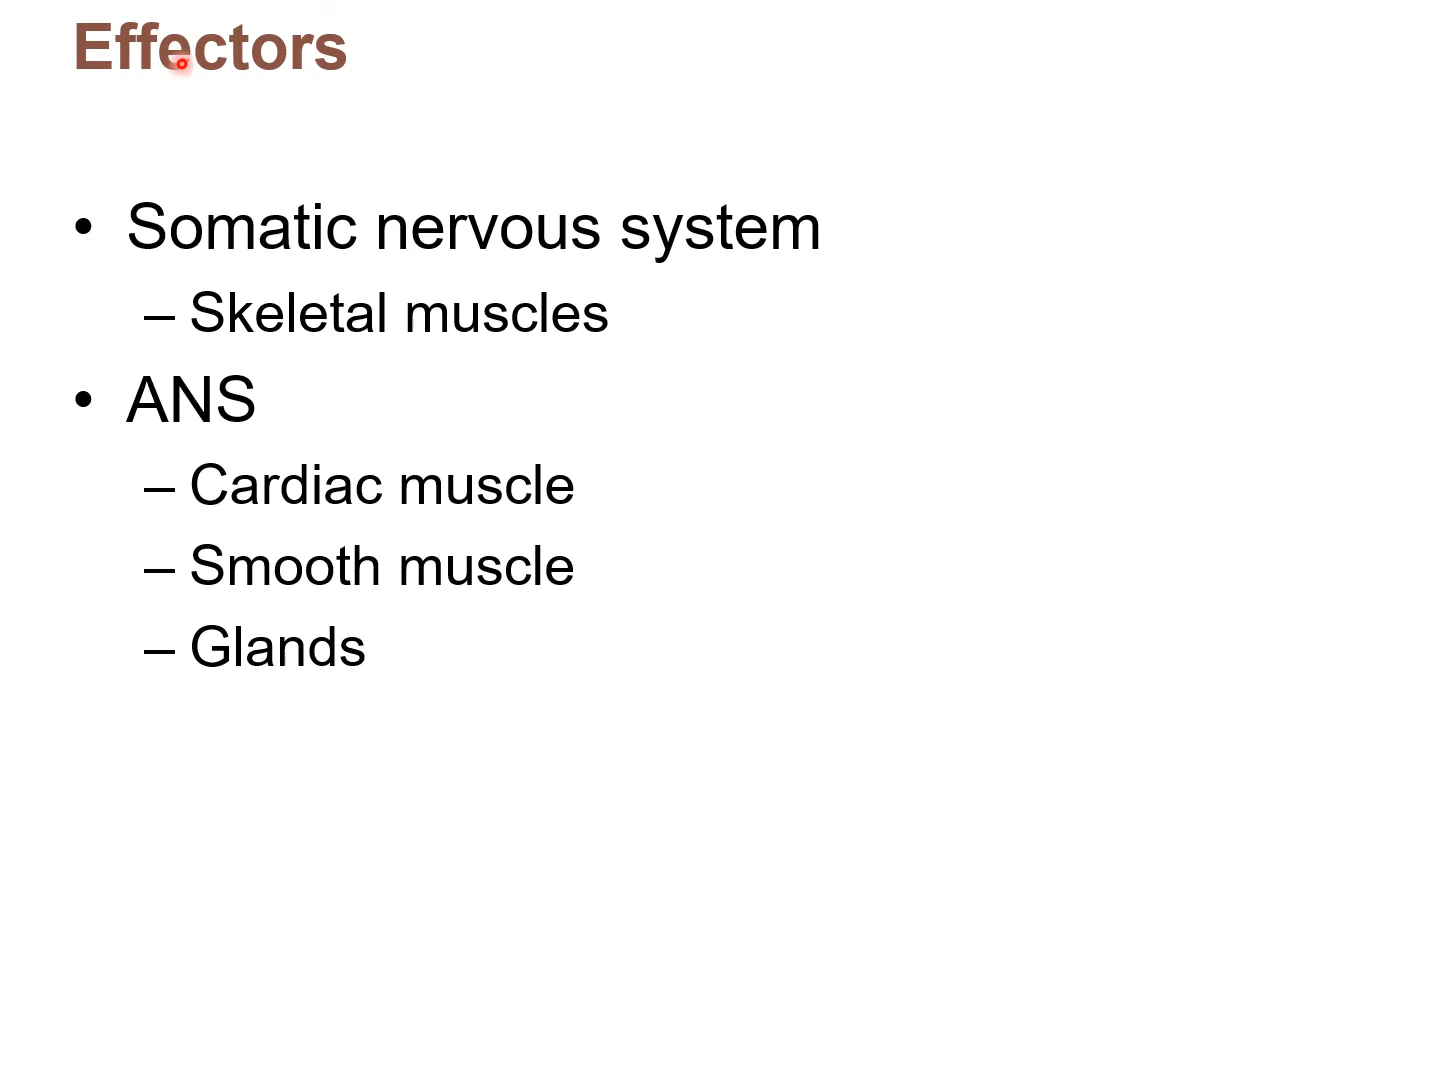 Effectors
• Somatic nervous system
– Skeletal muscles
• ANS
– Cardiac muscle
– Smooth muscle
– Glands